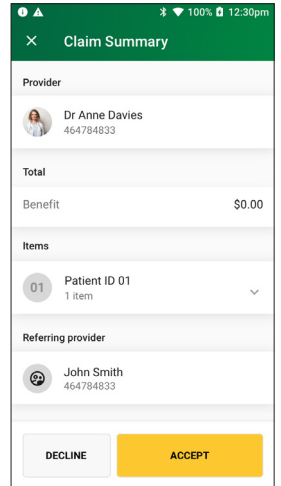 100% 12:30pm
Claim Summary
Provider
Dr Anne Davies
464784833
Total
Benefit $0.00
Items
01 Patient ID 01
1 item
Referring provider
John Smith
464784833
DECLINE ACCEPT